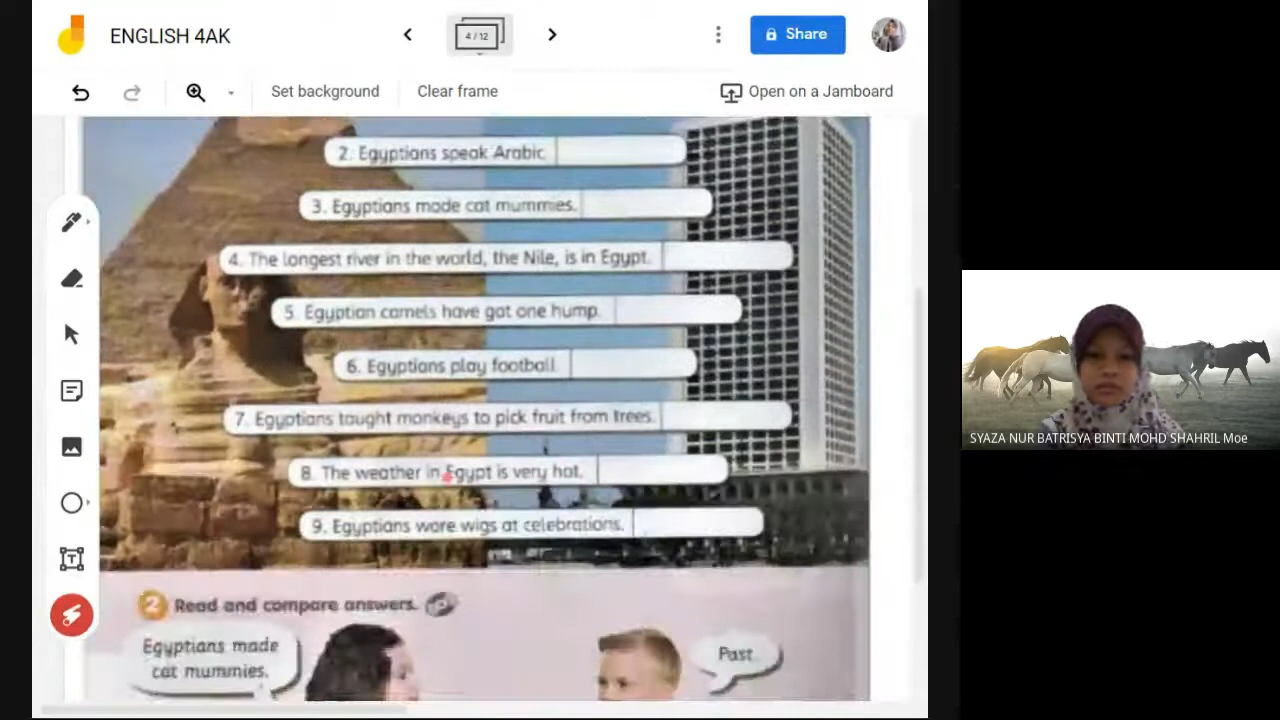 ENGLISH 4AK
4 / 12
Share
Set background
Clear frame
Open on a Jamboard
2. Egyptians speak Arabic.
3. Egyptians made cat mummies.
4. The longest river in the world, the Nile, is in Egypt.
5. Egyptian camels have got one hump.
6. Egyptians play football.
7. Egyptians taught monkeys to pick fruit from trees.
8. The weather in Egypt is very hot.
9. Egyptians wore wigs at celebrations.
2 Read and compare answers.
Egyptians made
cat mummies.
Past.
SYAZA NUR BATRISYA BINTI MOHD SHAHRIL Moe